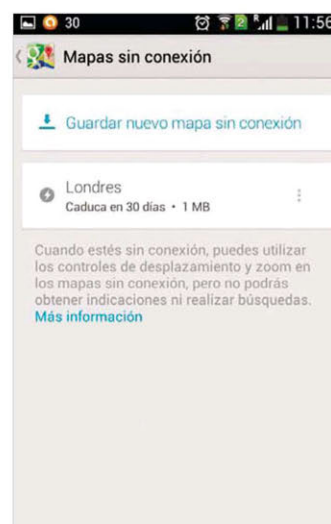 30 2 R 11:56
Mapas sin conexión
Guardar nuevo mapa sin conexión
Londres
Caduca en 30 días • 1 MB
Cuando estés sin conexión, puedes utilizar
los controles de desplazamiento y zoom en
los mapas sin conexión, pero no podrás
obtener indicaciones ni realizar búsquedas.
Más información